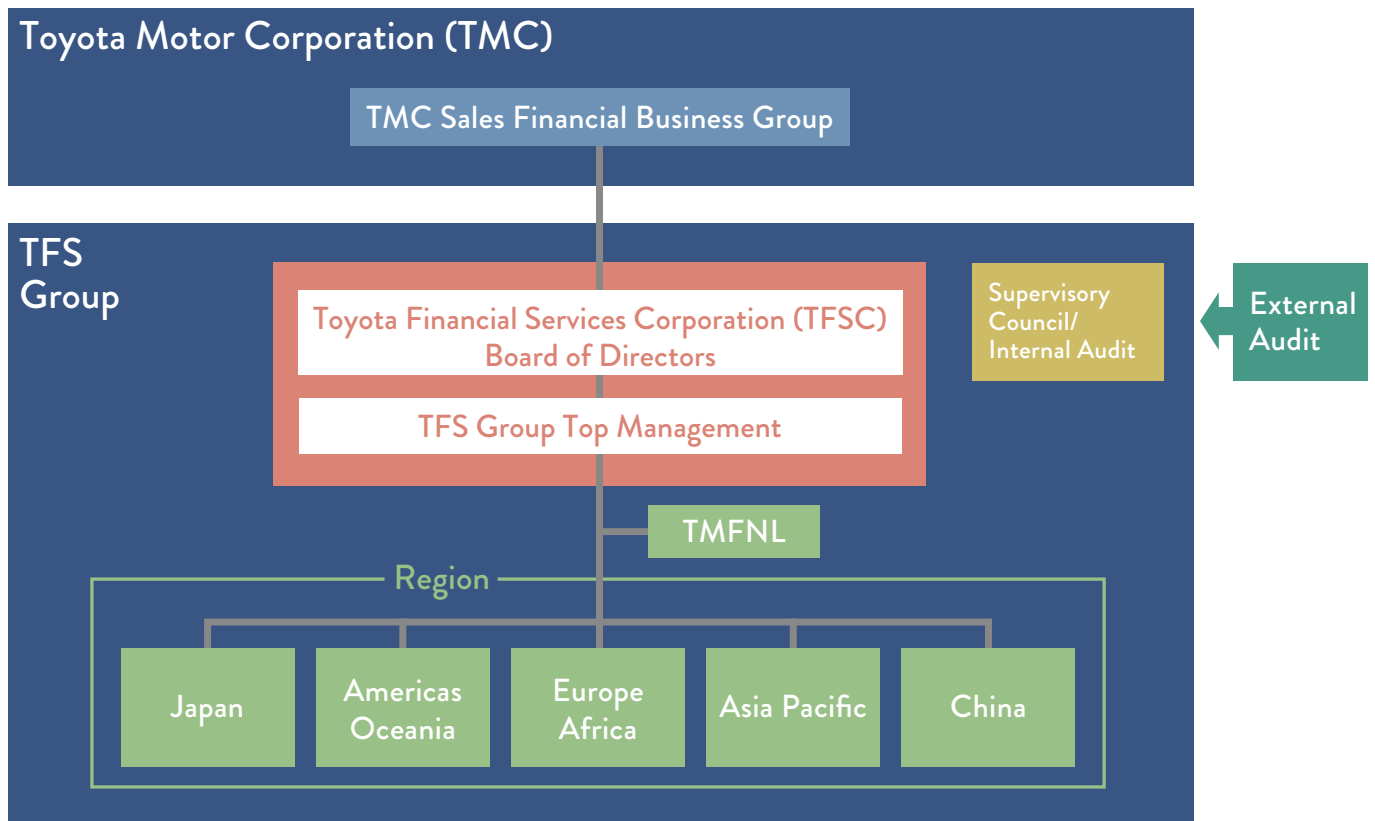 Toyota Motor Corporation (TMC)
TMC Sales Financial Business Group
TFS
Group
Toyota Financial Services Corporation (TFSC)
Board of Directors
TFS Group Top Management
Supervisory
Council/
Internal Audit
External
Audit
TMFNL
Region
Japan
Americas
Oceania
Europe
Africa
Asia Pacific
China